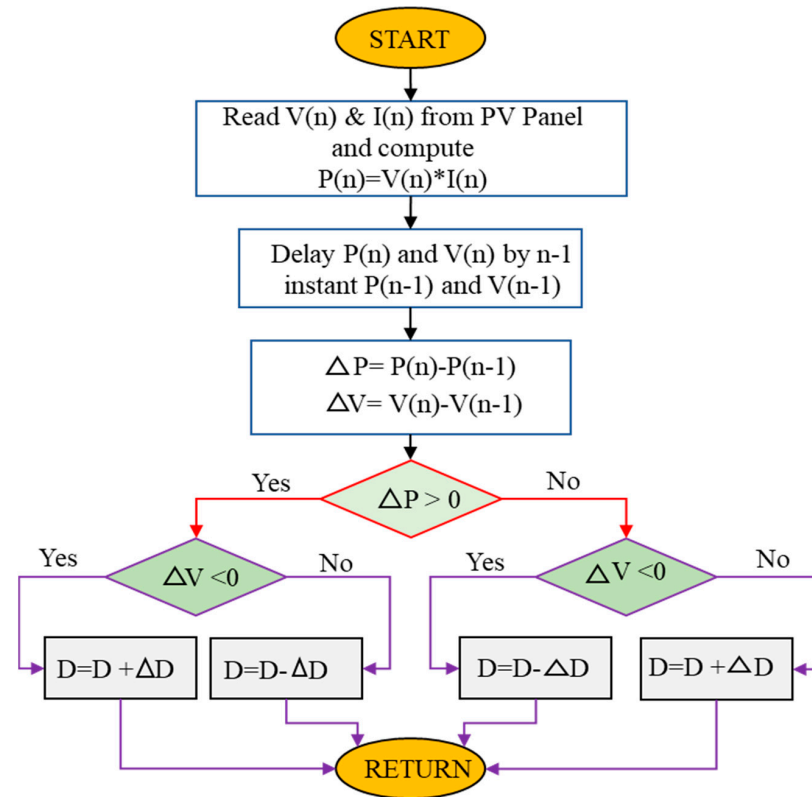 START
Read V(n) & I(n) from PV Panel
and compute
P(n)=V(n)*I(n)
Delay P(n) and V(n) by n-1
instant P(n-1) and V(n-1)
△P= P(n)-P(n-1)
△V= V(n)-V(n-1)
Yes
△P > 0
No
Yes
△V <0
No
Yes
△V <0
No
D=D +ΔD
D=D- ΔD
D=D-△D
D=D +△D
RETURN